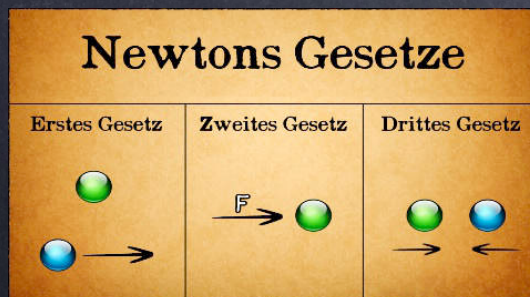 Newtons Gesetze
Erstes Gesetz
Zweites Gesetz
Drittes Gesetz
F